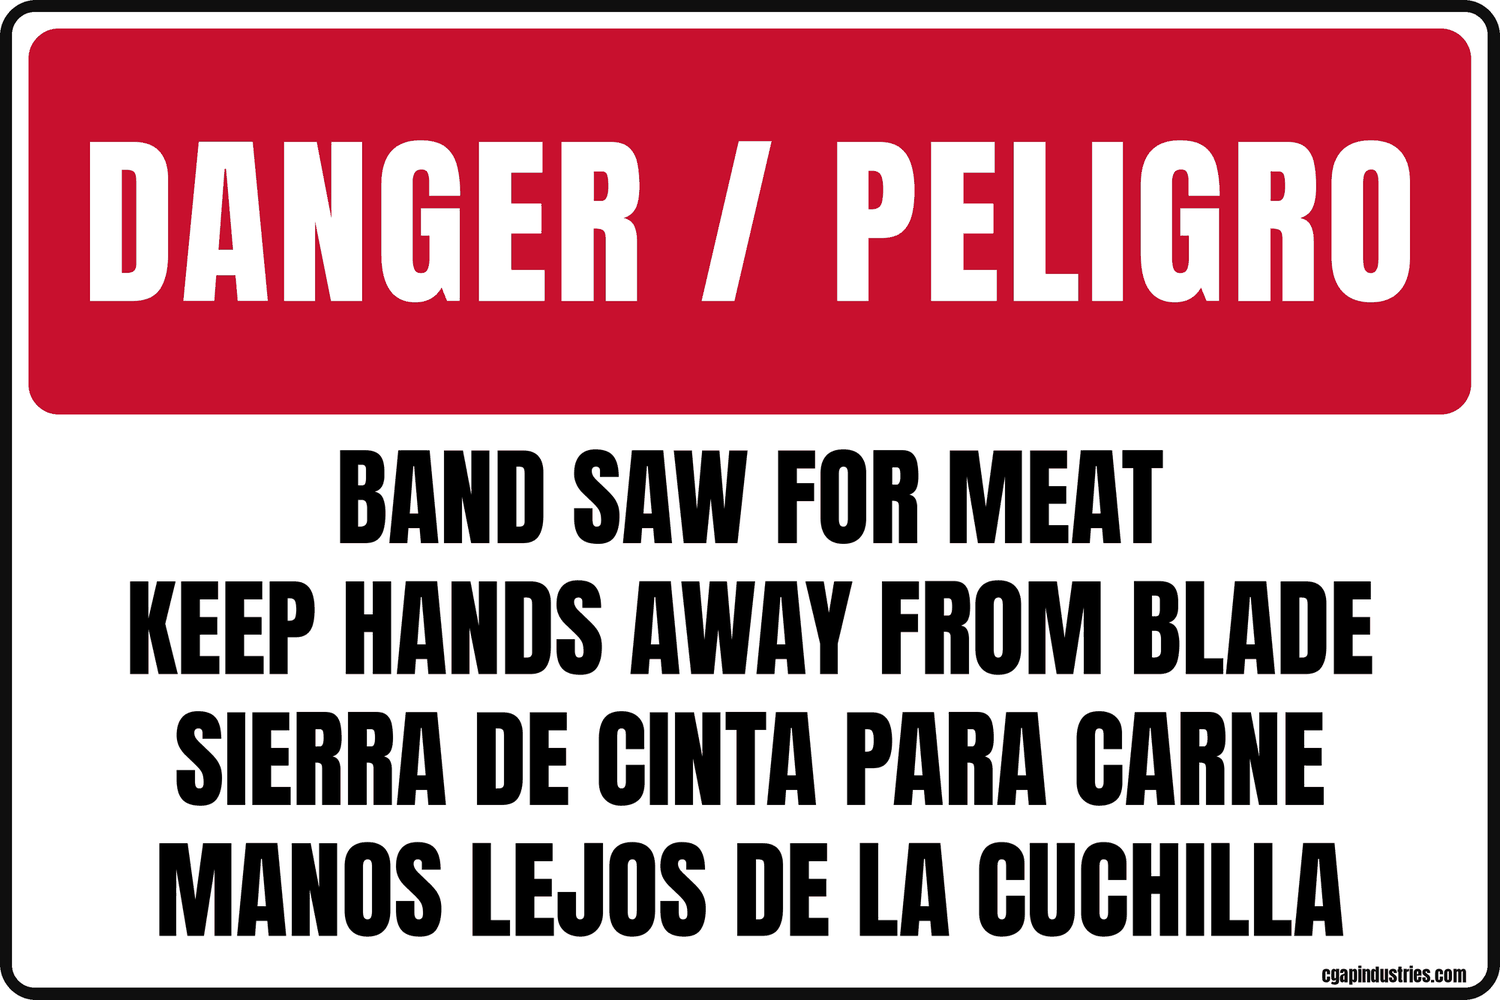 DANGER / PELIGRO
BAND SAW FOR MEAT
KEEP HANDS AWAY FROM BLADE
SIERRA DE CINTA PARA CARNE
MANOS LEJOS DE LA CUCHILLA
cgapindustries.com